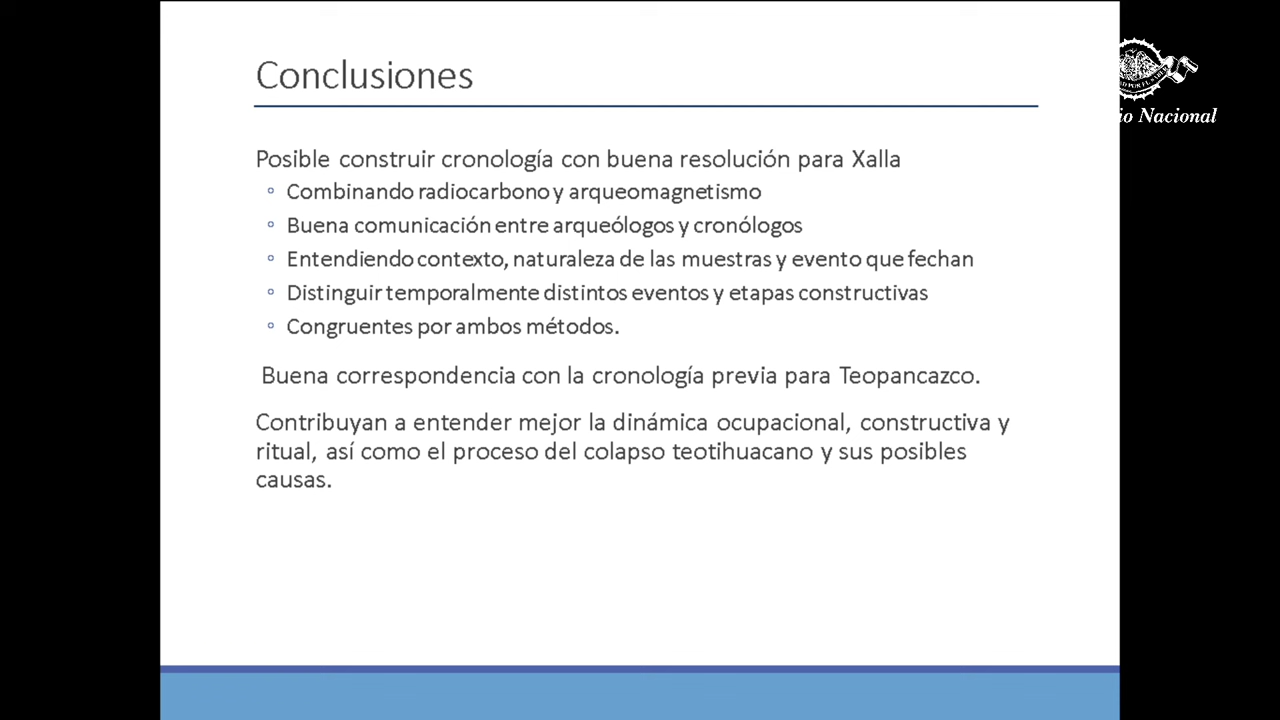 Conclusiones
Posible construir cronología con buena resolución para Xalla
◦ Combinando radiocarbono y arqueomagnetismo
◦ Buena comunicación entre arqueólogos y cronólogos
◦ Entendiendo contexto, naturaleza de las muestras y evento que fechan
◦ Distinguir temporalmente distintos eventos y etapas constructivas
◦ Congruentes por ambos métodos.
Buena correspondencia con la cronología previa para Teopancazco.
Contribuyan a entender mejor la dinámica ocupacional, constructiva y
ritual, así como el proceso del colapso teotihuacano y sus posibles
causas.
io Nacional